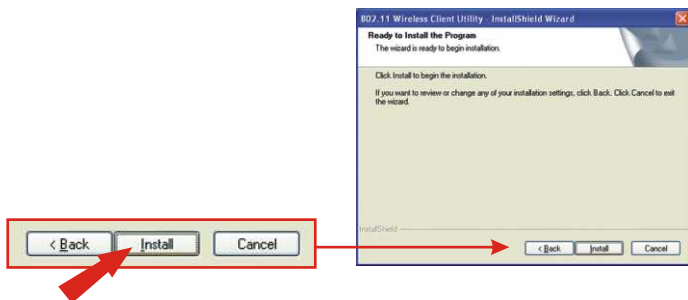 802.11 Wireless Client Utility - InstallShield Wizard
Ready to Install the Program
The wizard is ready to begin installation.
Click Install to begin the installation.
If you want to review or change any of your installation settings, click Back. Click Cancel to exit
the wizard.
InstallShield
< Back Install Cancel
< Back Install Cancel